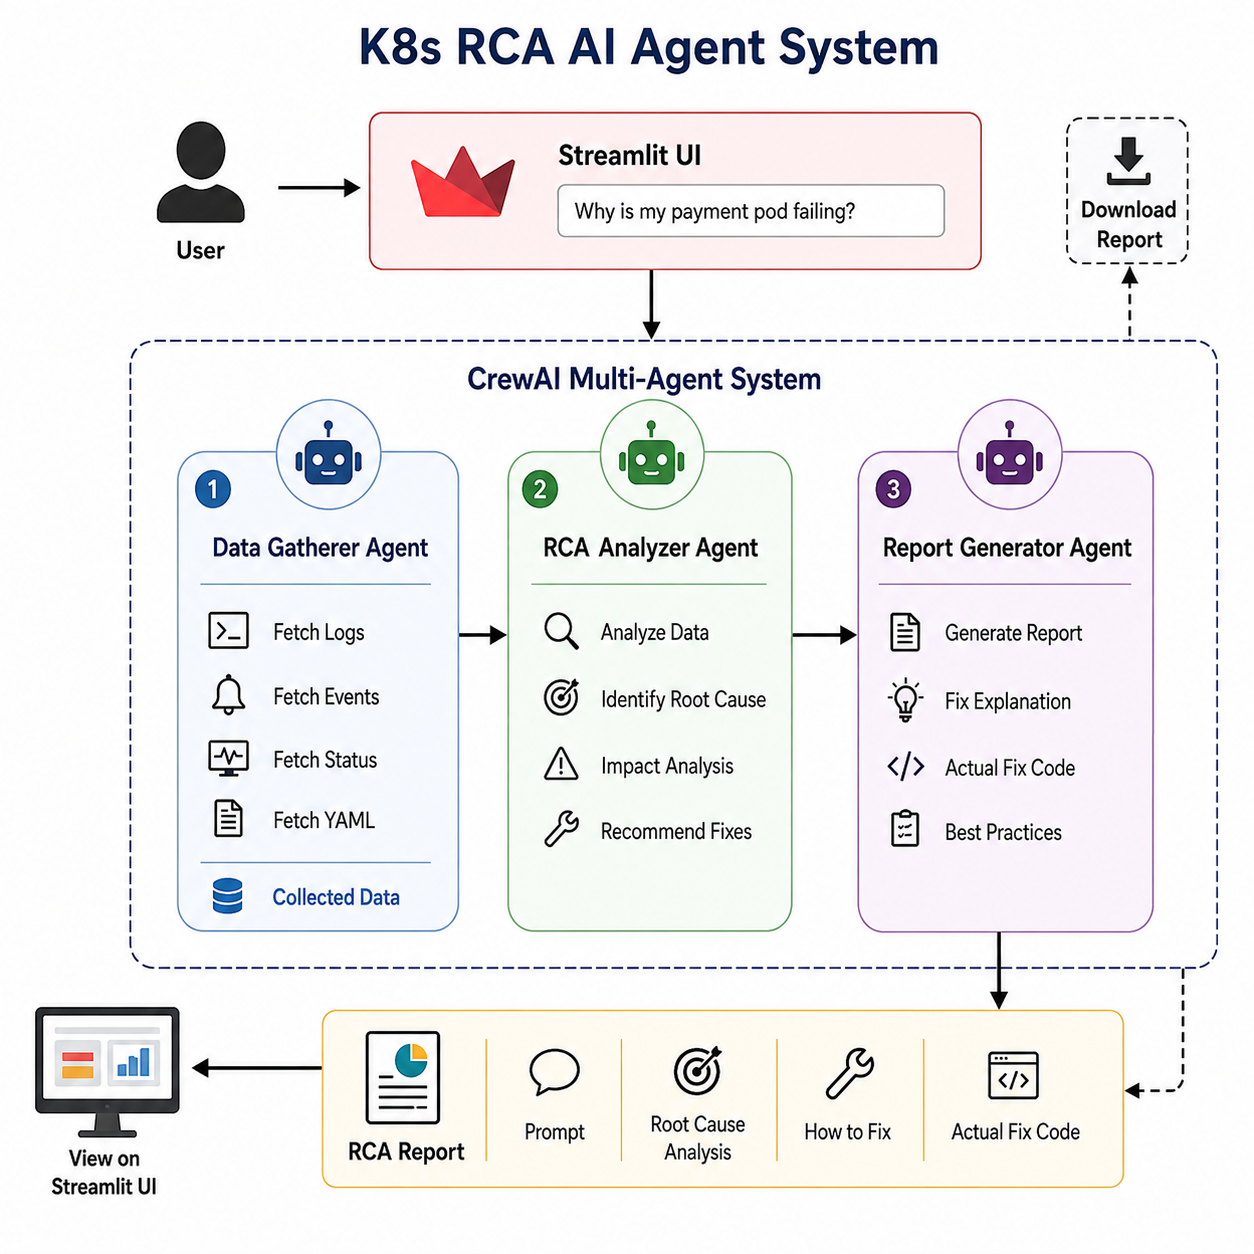 K8s RCA AI Agent System
User
Streamlit UI
Why is my payment pod failing?
Download
Report
CrewAI Multi-Agent System
1
Data Gatherer Agent
Fetch Logs
Fetch Events
Fetch Status
Fetch YAML
Collected Data
2
RCA Analyzer Agent
Analyze Data
Identify Root Cause
Impact Analysis
Recommend Fixes
3
Report Generator Agent
Generate Report
Fix Explanation
Actual Fix Code
Best Practices
View on
Streamlit UI
RCA Report
Prompt
Root Cause
Analysis
How to Fix
Actual Fix Code